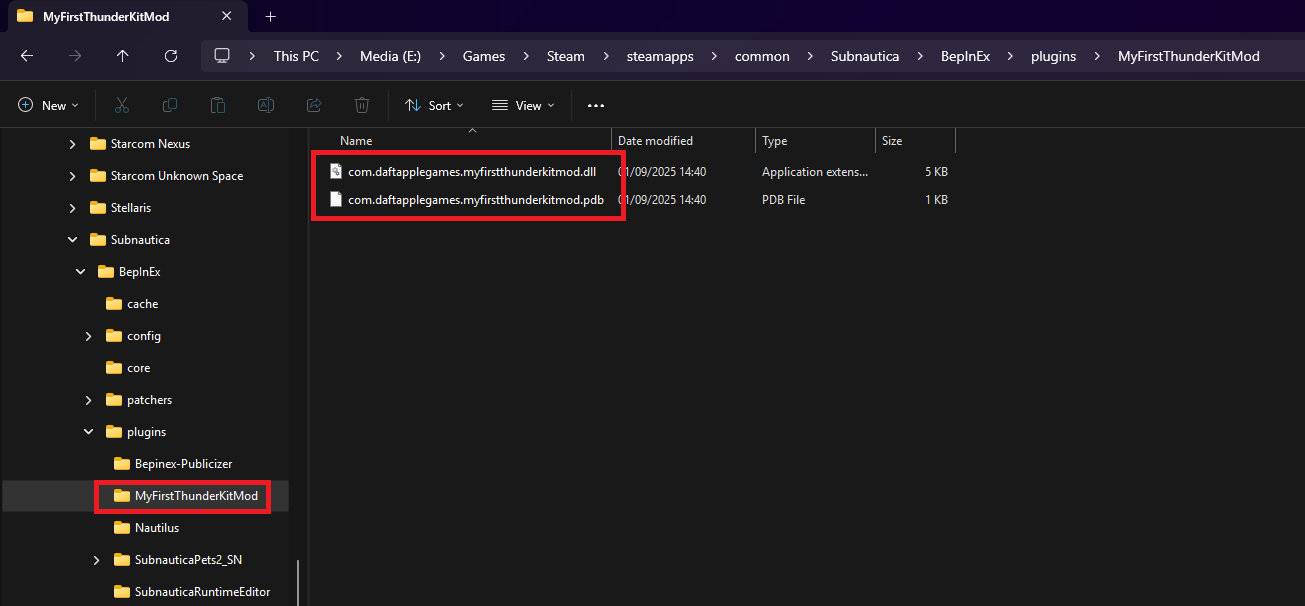 MyFirstThunderKitMod
This PC > Media (E:) > Games > Steam > steamapps > common > Subnautica > BepInEx > plugins > MyFirstThunderKitMod
New Sort View
Name Date modified Type Size
com.daftapplegames.myfirstthunderkitmod.dll 01/09/2025 14:40 Application extens... 5 KB
com.daftapplegames.myfirstthunderkitmod.pdb 01/09/2025 14:40 PDB File 1 KB
Starcom Nexus
Starcom Unknown Space
Stellaris
Subnautica
BepInEx
cache
config
core
patchers
plugins
Bepinex-Publicizer
MyFirstThunderKitMod
Nautilus
SubnauticaPets2_SN
SubnauticaRuntimeEditor